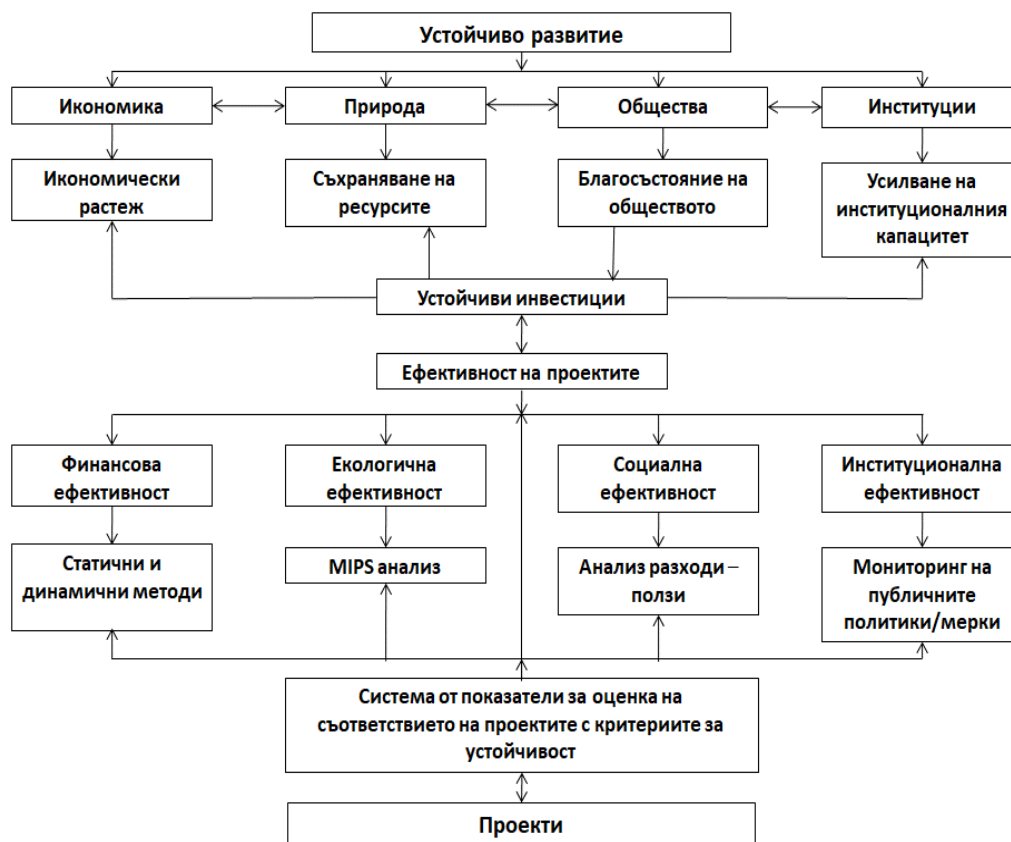 Устойчиво развитие
Икономика
Природа
Общества
Институции
Икономически
растеж
Съхраняване на
ресурсите
Благосъстояние на
обществото
Усилване на
институционалния
капацитет
Устойчиви инвестиции
Ефективност на проектите
Финансова
ефективност
Екологична
ефективност
Социална
ефективност
Институционална
ефективност
Статични и
динамични методи
MIPS анализ
Анализ разходи –
ползи
Мониторинг на
публичните
политики/мерки
Система от показатели за оценка на
съответствието на проектите с критериите за
устойчивост
Проекти